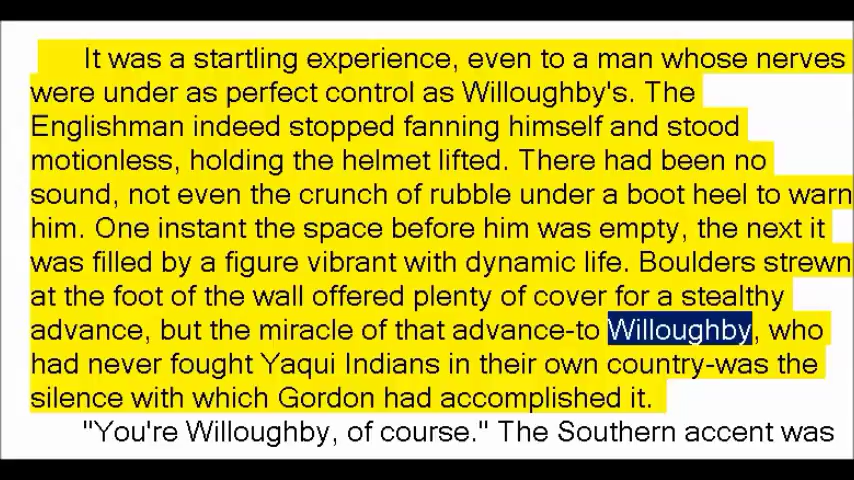 It was a startling experience, even to a man whose nerves
were under as perfect control as Willoughby's. The
Englishman indeed stopped fanning himself and stood
motionless, holding the helmet lifted. There had been no
sound, not even the crunch of rubble under a boot heel to warn
him. One instant the space before him was empty, the next it
was filled by a figure vibrant with dynamic life. Boulders strewn
at the foot of the wall offered plenty of cover for a stealthy
advance, but the miracle of that advance-to Willoughby, who
had never fought Yaqui Indians in their own country-was the
silence with which Gordon had accomplished it.
"You're Willoughby, of course." The Southern accent was